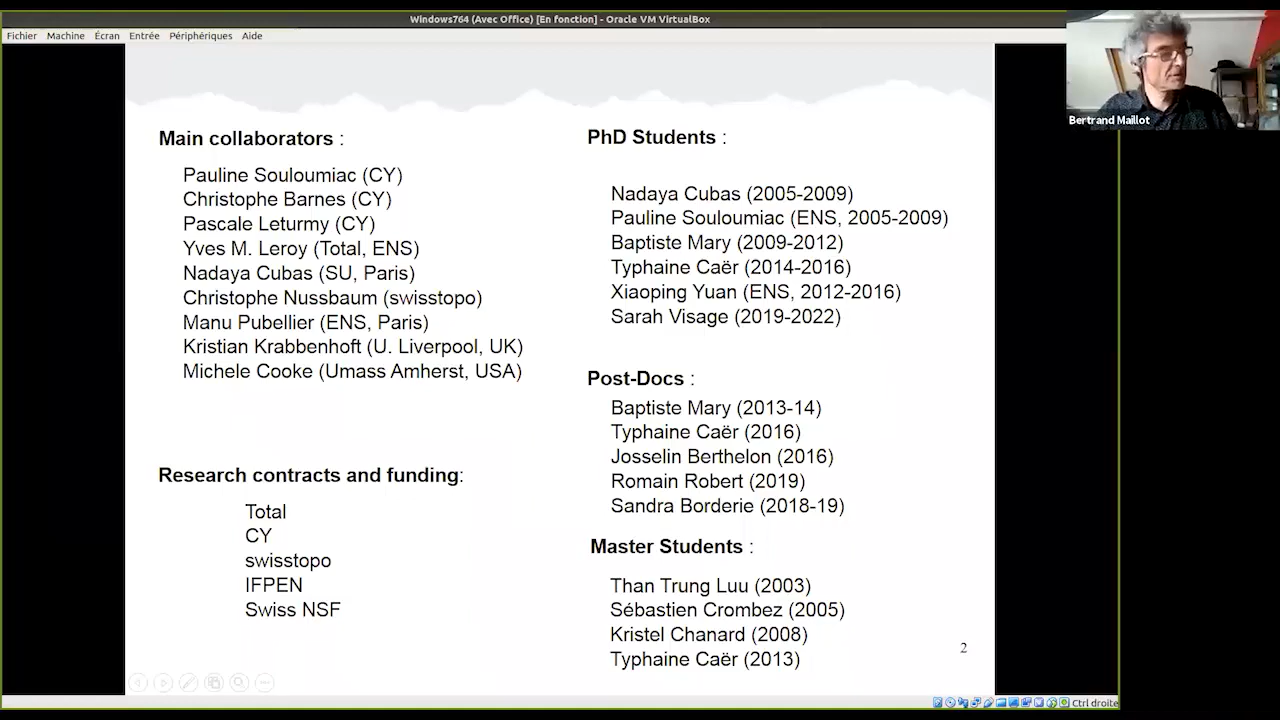 Windows764 (Avec Office) [En fonction] - Oracle VM VirtualBox
Fichier Machine Écran Entrée Périphériques Aide
Bertrand Maillot
Main collaborators :
Pauline Souloumiac (CY)
Christophe Barnes (CY)
Pascale Leturmy (CY)
Yves M. Leroy (Total, ENS)
Nadaya Cubas (SU, Paris)
Christophe Nussbaum (swisstopo)
Manu Pubellier (ENS, Paris)
Kristian Krabbenhoft (U. Liverpool, UK)
Michele Cooke (Umass Amherst, USA)
Research contracts and funding:
Total
CY
swisstopo
IFPEN
Swiss NSF
PhD Students :
Nadaya Cubas (2005-2009)
Pauline Souloumiac (ENS, 2005-2009)
Baptiste Mary (2009-2012)
Typhaine Caër (2014-2016)
Xiaoping Yuan (ENS, 2012-2016)
Sarah Visage (2019-2022)
Post-Docs :
Baptiste Mary (2013-14)
Typhaine Caër (2016)
Josselin Berthelon (2016)
Romain Robert (2019)
Sandra Borderie (2018-19)
Master Students :
Than Trung Luu (2003)
Sébastien Crombez (2005)
Kristel Chanard (2008)
Typhaine Caër (2013)
2
Ctrl droite